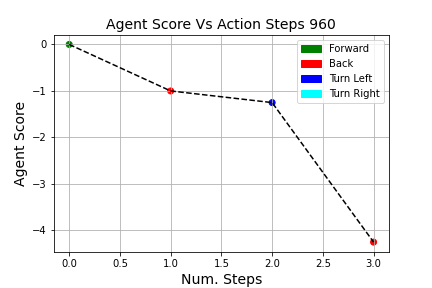 Agent Score Vs Action Steps 960
0
−1
−2
−3
−4
Agent Score
Forward
Back
Turn Left
Turn Right
0.0 0.5 1.0 1.5 2.0 2.5 3.0
Num. Steps